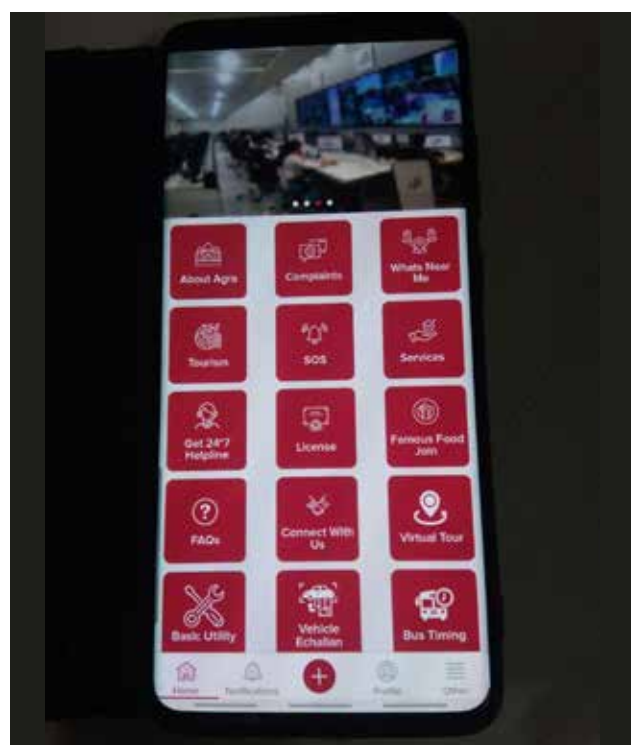 About Agra
Complaints
Whats Near
Me
Tourism
SOS
Services
Get 24*7
Helpline
License
Famous Food
Join
?
FAQs
Connect With
Us
Virtual Tour
Basic Utility
Vehicle
Echallan
Bus Timing
+
Home
Notifications
Profile
Other